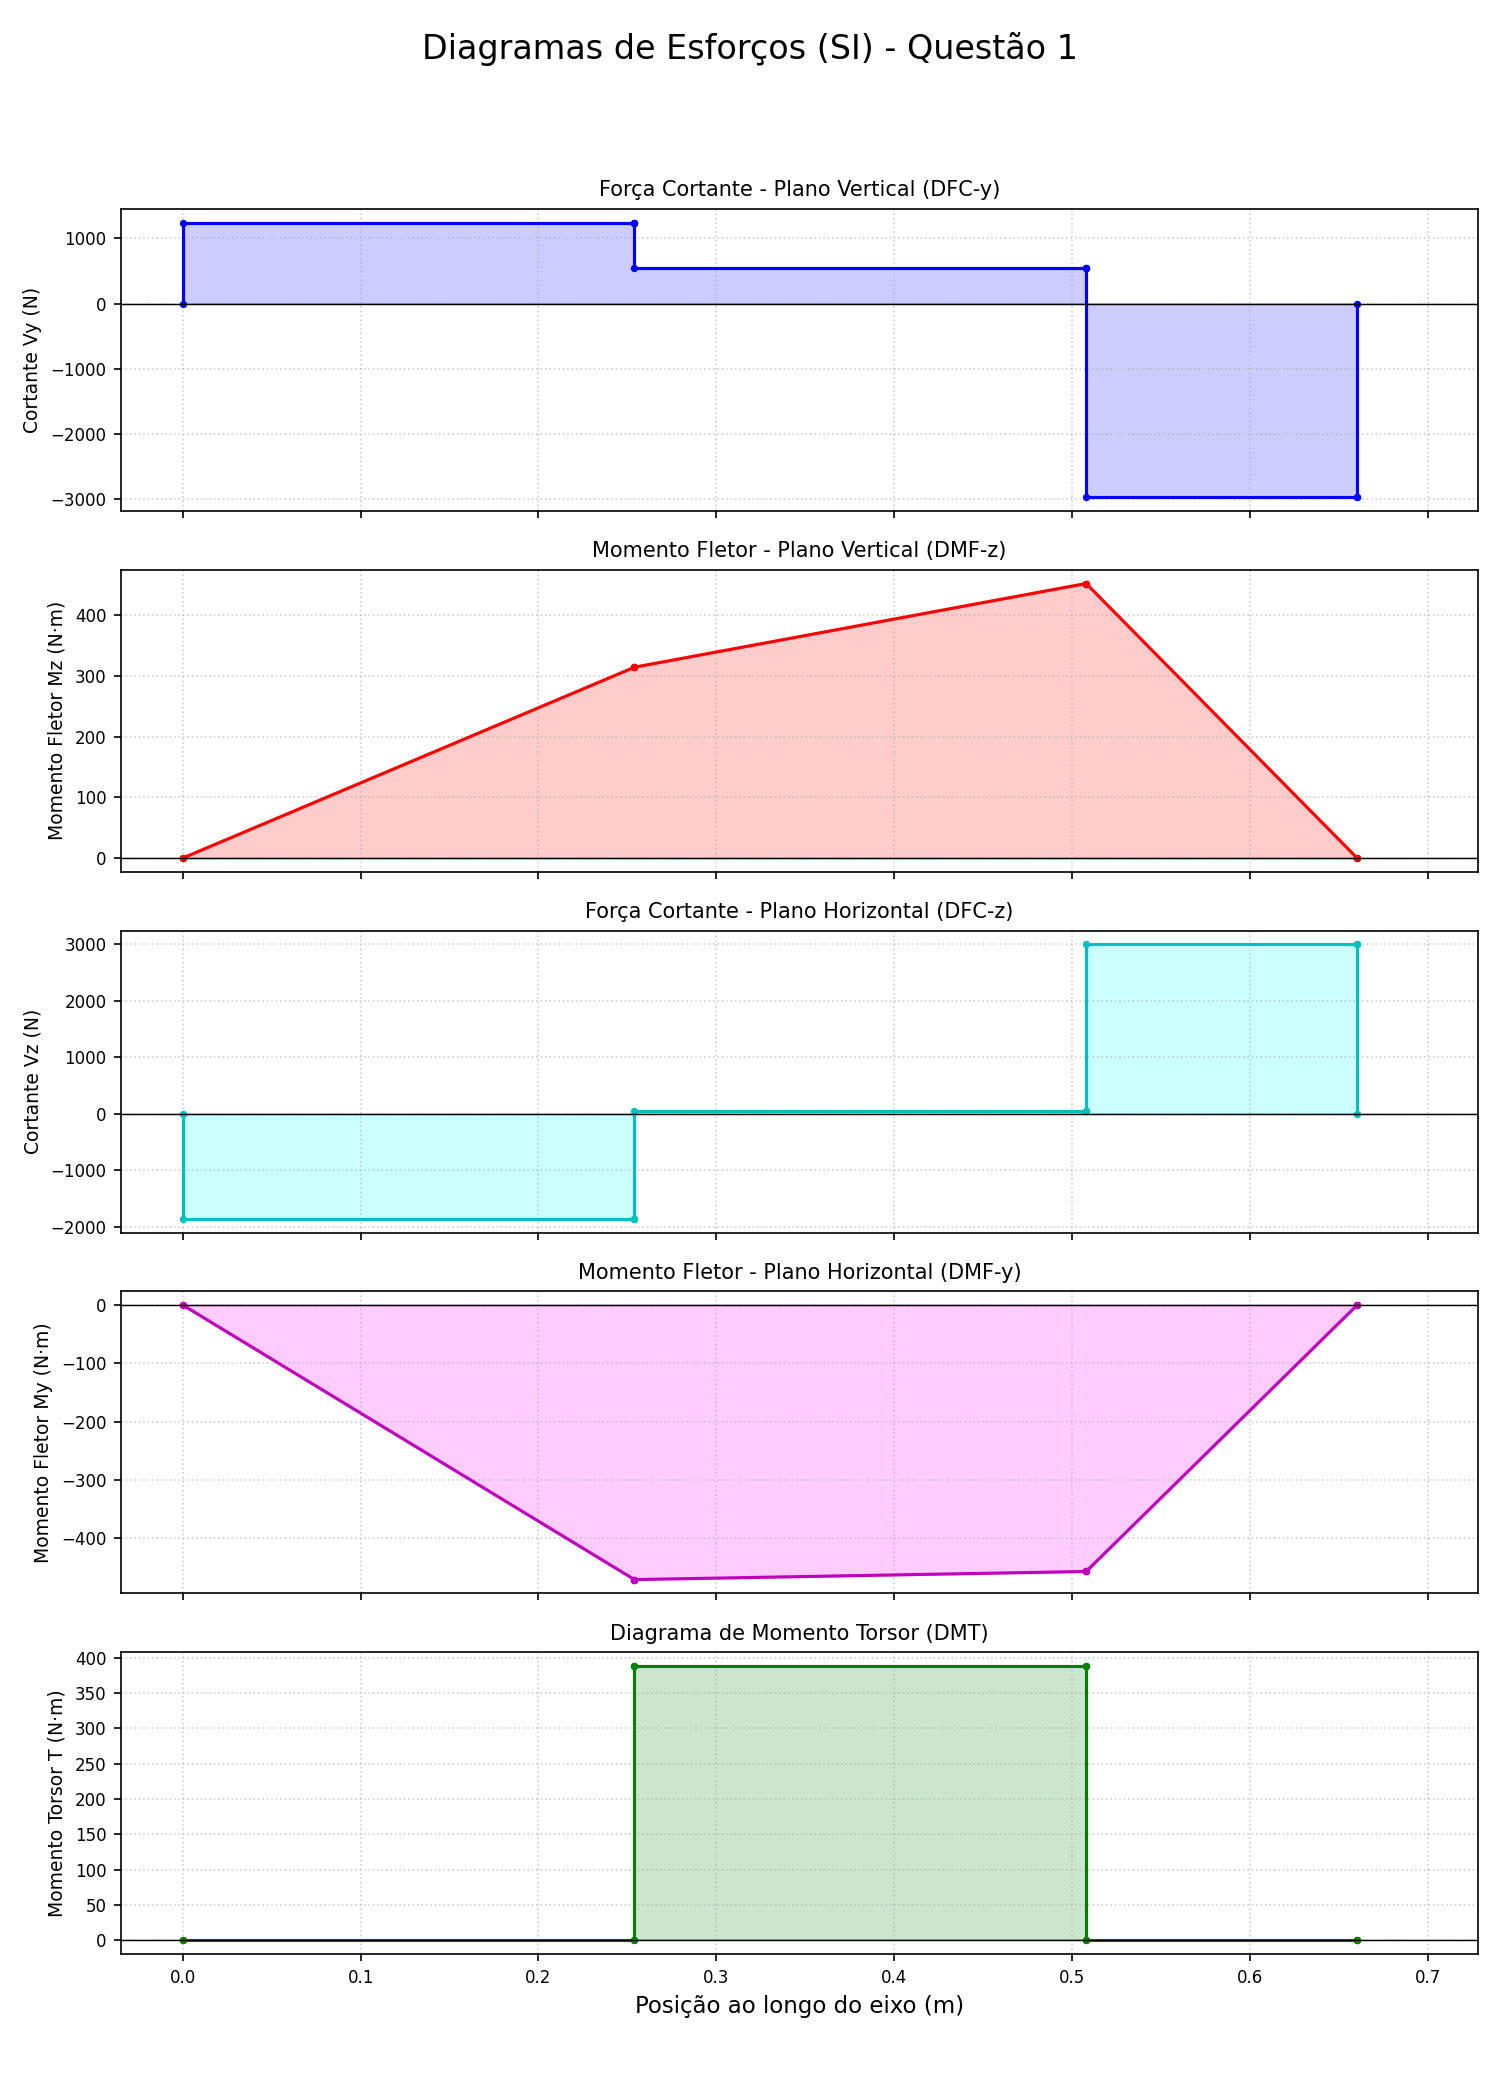 Diagramas de Esforços (SI) - Questão 1
Força Cortante - Plano Vertical (DFC-y)
Cortante Vy (N)
1000
0
−1000
−2000
−3000
Momento Fletor - Plano Vertical (DMF-z)
Momento Fletor Mz (N·m)
400
300
200
100
0
Força Cortante - Plano Horizontal (DFC-z)
Cortante Vz (N)
3000
2000
1000
0
−1000
−2000
Momento Fletor - Plano Horizontal (DMF-y)
Momento Fletor My (N·m)
0
−100
−200
−300
−400
Diagrama de Momento Torsor (DMT)
Momento Torsor T (N·m)
400
350
300
250
200
150
100
50
0
0.0 0.1 0.2 0.3 0.4 0.5 0.6 0.7
Posição ao longo do eixo (m)